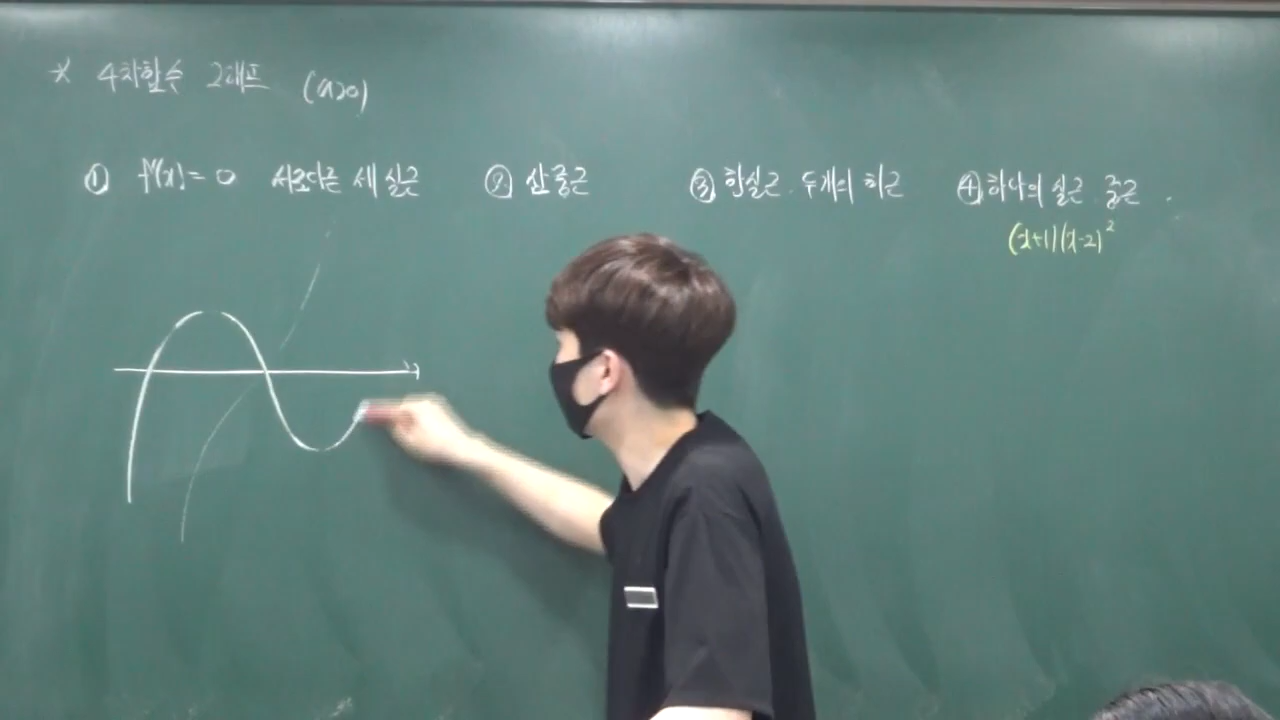 * 4차함수 그래프 (a>0)
① f'(x)=0 서로다른 세 실근
② 삼중근
③ 한실근, 두개의 허근
④ 하나의 실근, 중근
(x+1)(x-2)²